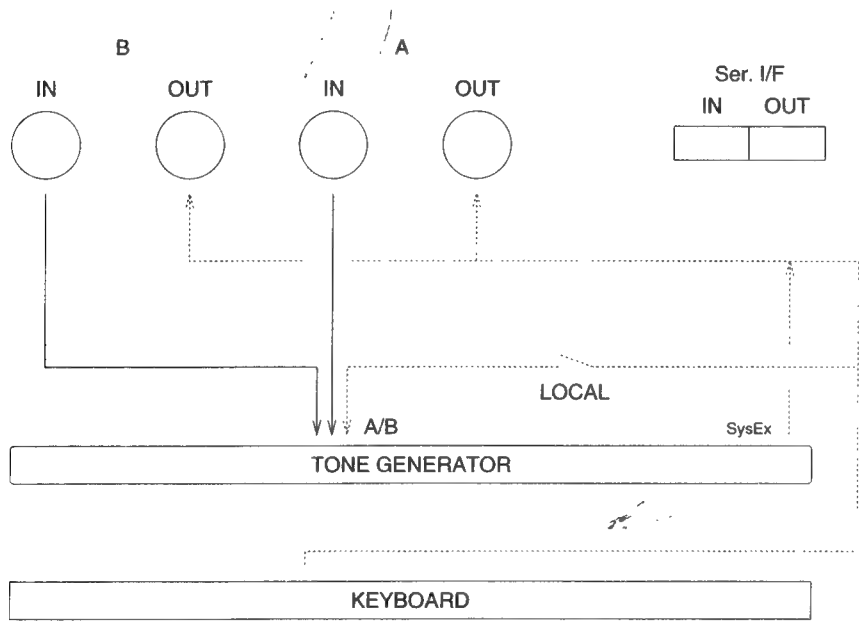 B
A
Ser. I/F
IN
OUT
IN
OUT
IN
OUT
LOCAL
A/B
SysEx
TONE GENERATOR
KEYBOARD